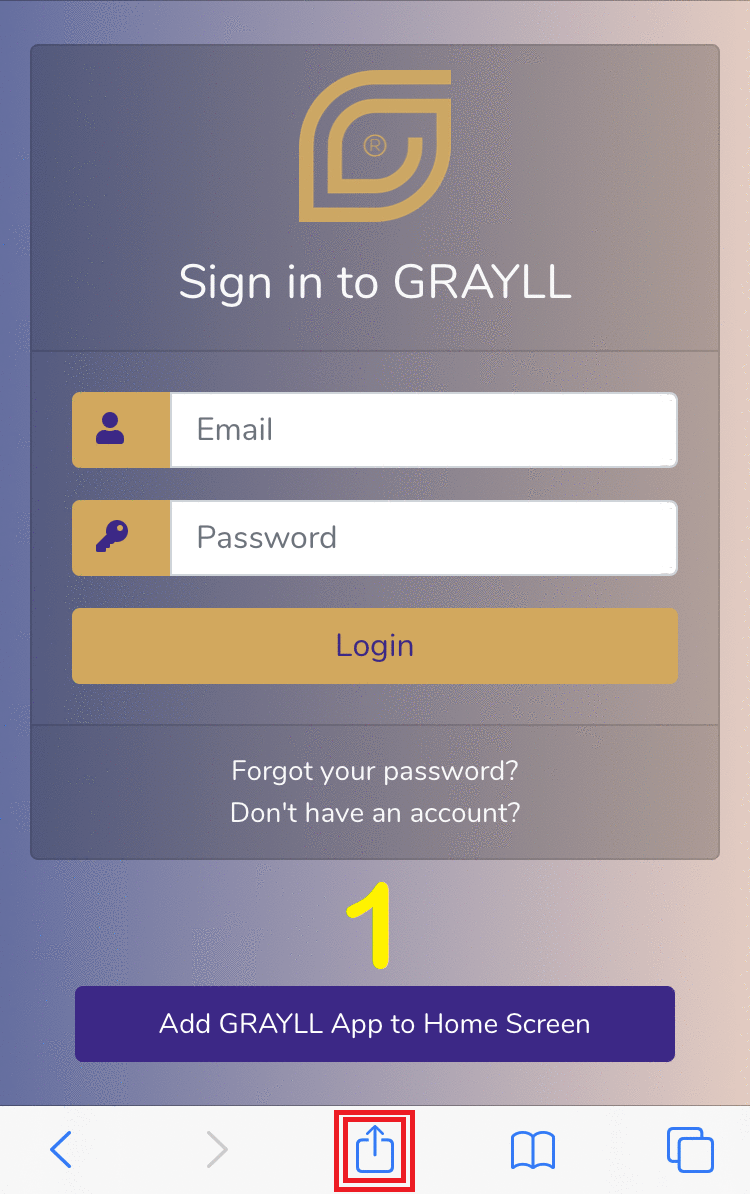 ®
Sign in to GRAYLL
Email
Password
Login
Forgot your password?
Don't have an account?
1
Add GRAYLL App to Home Screen